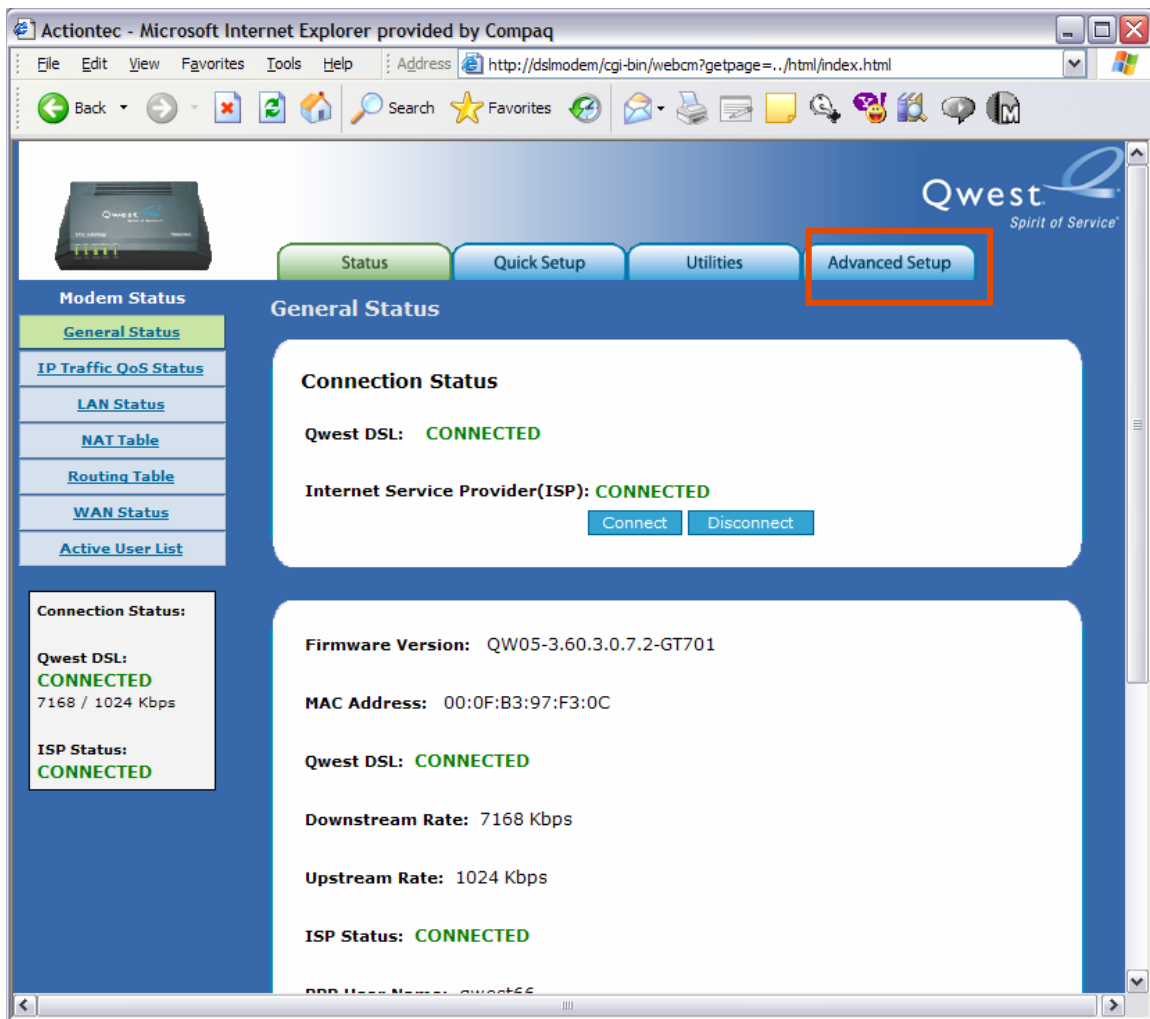 Actiontec - Microsoft Internet Explorer provided by Compaq
File Edit View Favorites Tools Help Address http://dslmodem/cgi-bin/webcm?getpage=../html/index.html
Back Search Favorites
Qwest
Qwest
Spirit of Service
Status Quick Setup Utilities Advanced Setup
Modem Status
General Status
IP Traffic QoS Status
LAN Status
NAT Table
Routing Table
WAN Status
Active User List
Connection Status:
Qwest DSL:
CONNECTED
7168 / 1024 Kbps
ISP Status:
CONNECTED
General Status
Connection Status
Qwest DSL: CONNECTED
Internet Service Provider(ISP): CONNECTED
Connect Disconnect
Firmware Version: QW05-3.60.3.0.7.2-GT701
MAC Address: 00:0F:B3:97:F3:0C
Qwest DSL: CONNECTED
Downstream Rate: 7168 Kbps
Upstream Rate: 1024 Kbps
ISP Status: CONNECTED
PPP User Name: qwest66